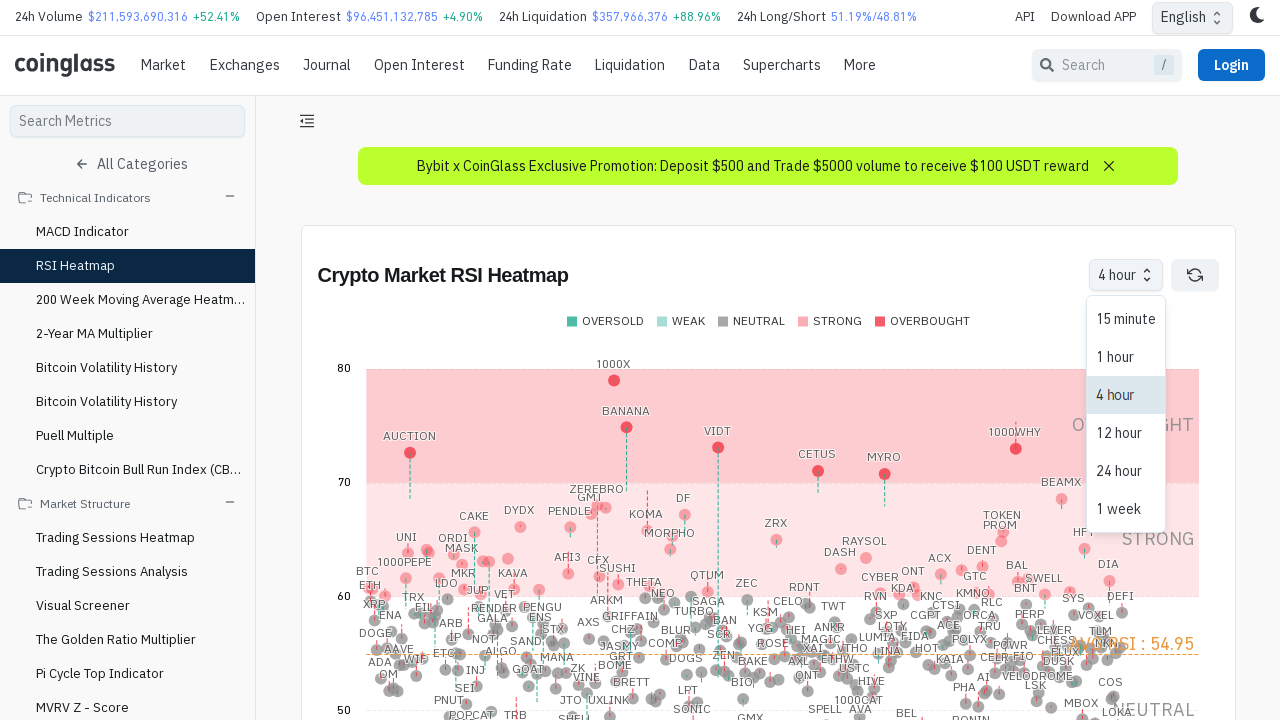 24h Volume $211,593,690,316 +52.41% Open Interest $96,451,132,785 +4.90% 24h Liquidation $357,966,376 +88.96% 24h Long/Short 51.19%/48.81% API Download APP English
coinglass Market Exchanges Journal Open Interest Funding Rate Liquidation Data Supercharts More Search / Login
Search Metrics
All Categories
Technical Indicators
MACD Indicator
RSI Heatmap
200 Week Moving Average Heatm...
2-Year MA Multiplier
Bitcoin Volatility History
Bitcoin Volatility History
Puell Multiple
Crypto Bitcoin Bull Run Index (CB...
Market Structure
Trading Sessions Heatmap
Trading Sessions Analysis
Visual Screener
The Golden Ratio Multiplier
Pi Cycle Top Indicator
MVRV Z - Score
Bybit x CoinGlass Exclusive Promotion: Deposit $500 and Trade $5000 volume to receive $100 USDT reward
Crypto Market RSI Heatmap
4 hour
15 minute
1 hour
4 hour
12 hour
24 hour
1 week
OVERSOLD WEAK NEUTRAL STRONG OVERBOUGHT
80
1000X
BANANA
AUCTION VIDT 1000WHY
CETUS MYRO
70
ZEREBRO BEAMX
GMT DF
CAKE DYDX PENDLE KOMA TOKEN
ZRX PROM
UNI ORDI MORPHO RAYSOL
MASK DASH DENT STRONG
1000PEPE API3 CFX ACX BAL DIA
BTC MKR KAVA SUSHI QTUM CYBER ONT GTC SWELL
ETH LDO JUP THETA ZEC RDNT KDA KMNO BNT
60
XRP TRX VET ARKM NEO SAGA CELO RVN KNC RLC SYS DEFI
ENA FIL RENDER PENGU GRIFFAIN TURBO KSM TWT SXP CGPT CTSI ORCA PERP VOXEL
ARB GALA ENS AXS BAN ANKR LQTY ACE TRU
DOGE IP NOT SAND STX CHZ BLUR SCR YGG HEI MAGIC LUMIA FIDA POLYX LEVER TLM
AAVE ETC ALGO JASMY COMP ROSE XAI VTHO LINA HOT POWR CHESS
ADA WIF MANA GRT DOGS ZEN BAKE AXL ETHW KAIA CELR FIO FLUX
OM INJ GOAT ZK BOME BIO QNT USTC AI VELODROME DUSK
SEI VINE BRETT LPT HIVE PHA LSK COS
PNUT JTO UXLINK 1000CAT MBOX
50
POPCAT TRB SHELL SONIC GMX SPELL AVA BEL RONIN NEUTRAL
AVG RSI : 54.95